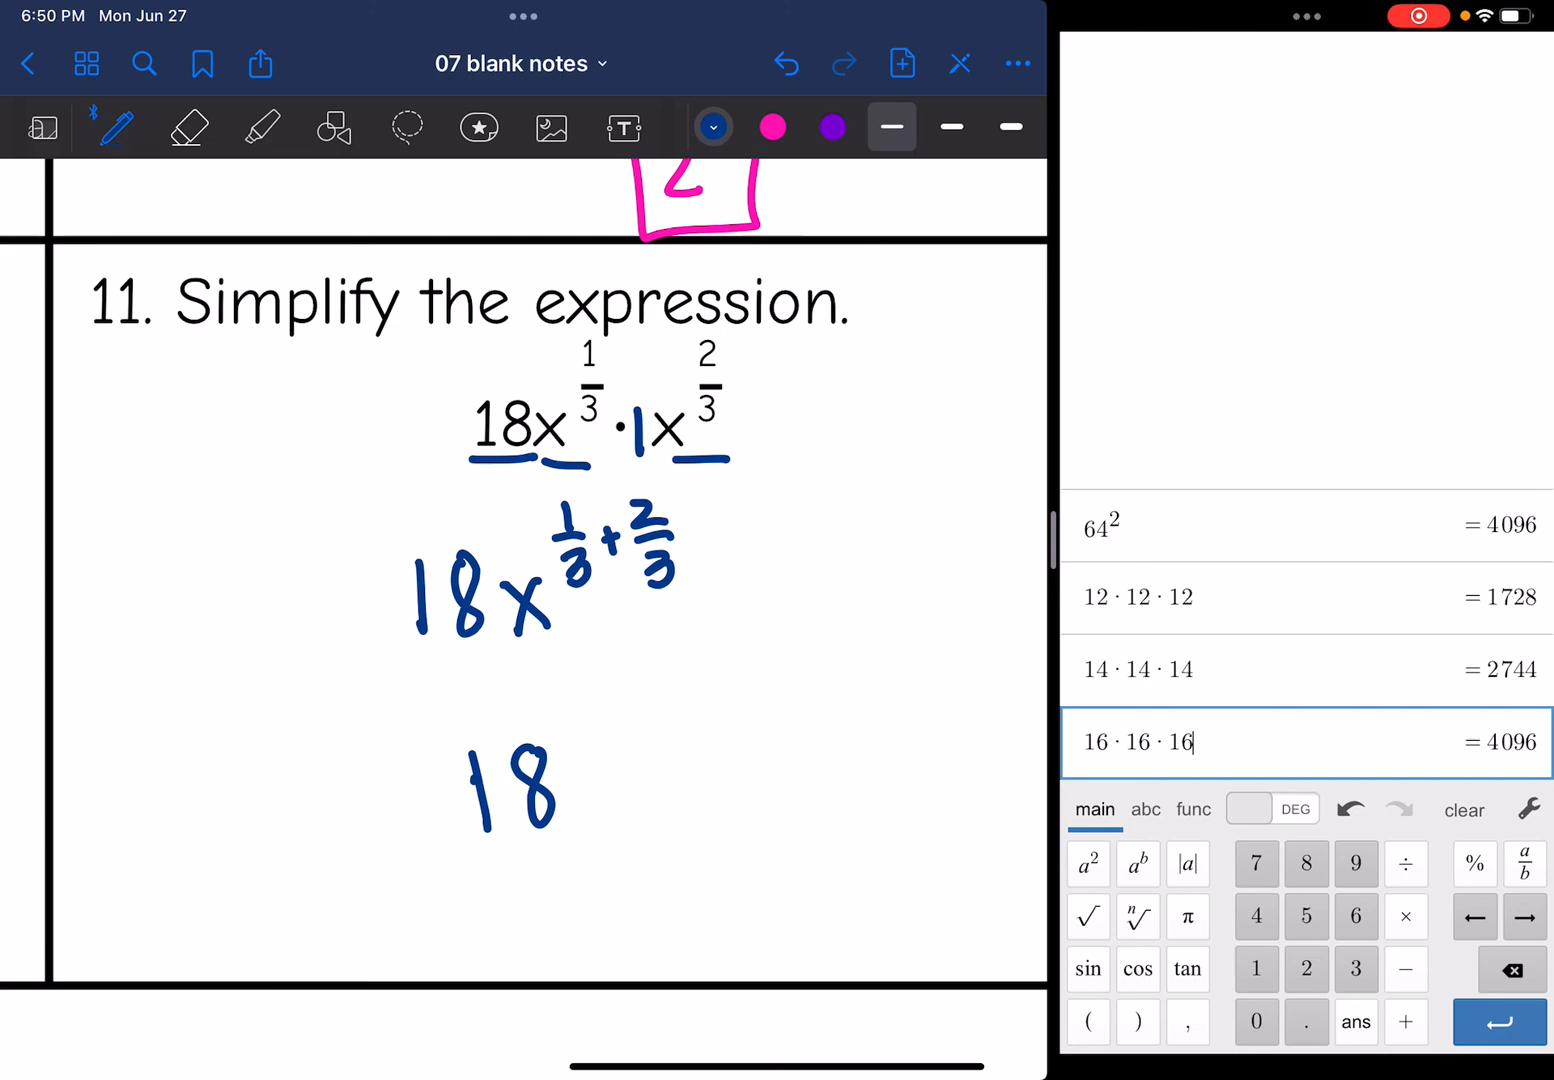 6:50 PM Mon Jun 27
07 blank notes
T
2
11. Simplify the expression.
18x^(1/3) · 1x^(2/3)
18x^(1/3 + 2/3)
18
64² = 4096
12 · 12 · 12 = 1728
14 · 14 · 14 = 2744
16 · 16 · 16 = 4096
main abc func DEG clear
a² aᵇ |a| 7 8 9 ÷ % a/b
√ ⁿ√ π 4 5 6 × ← →
sin cos tan 1 2 3 −
( ) , 0 . ans +